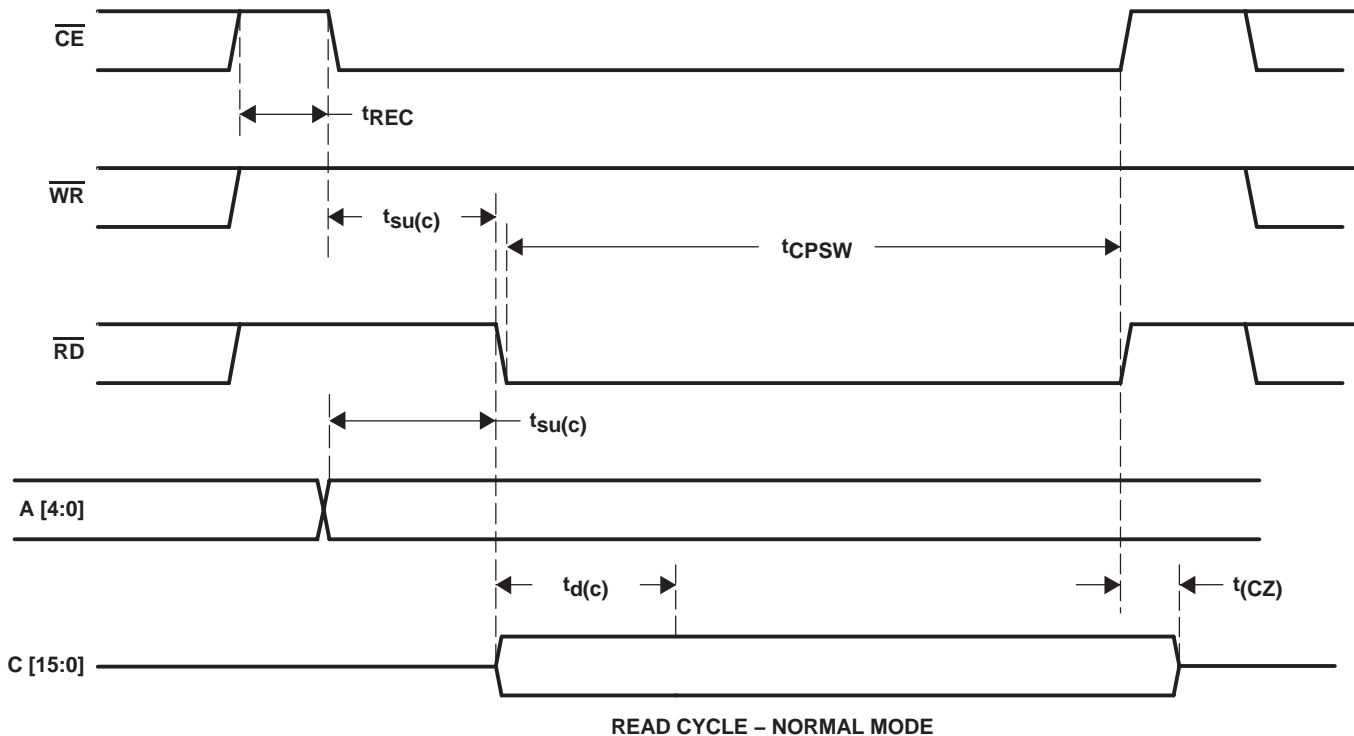 CE
tREC
WR
tsu(c)
tCPSW
RD
tsu(c)
A [4:0]
td(c)
t(CZ)
C [15:0]
READ CYCLE – NORMAL MODE